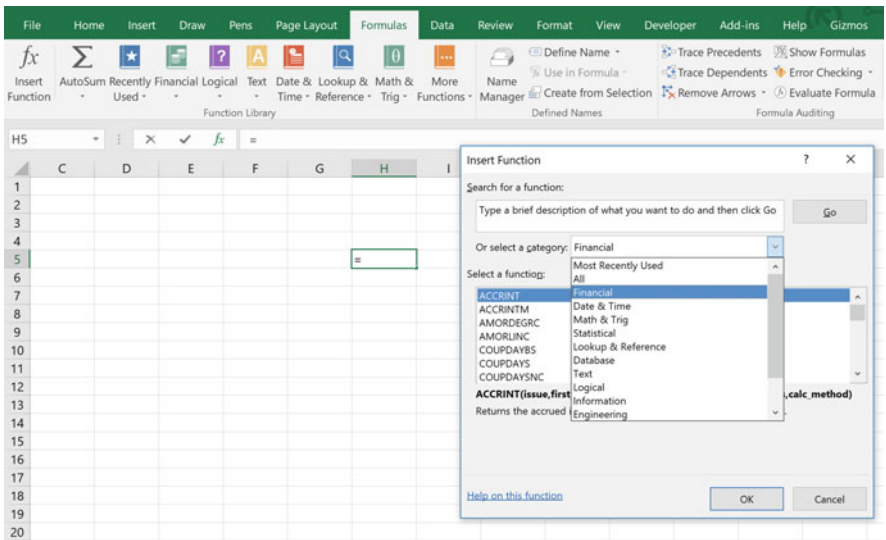 File Home Insert Draw Pens Page Layout Formulas Data Review Format View Developer Add-ins Help Gizmos
fx Σ ? A θ ...
Insert Function
AutoSum
Recently Used
Financial
Logical
Text
Date & Time
Lookup & Reference
Math & Trig
More Functions
Function Library
Name Manager
Define Name
Use in Formula
Create from Selection
Defined Names
Trace Precedents
Trace Dependents
Remove Arrows
Show Formulas
Error Checking
Evaluate Formula
Formula Auditing
H5 fx =
C D E F G H I
1
2
3
4
5 =
6
7
8
9
10
11
12
13
14
15
16
17
18
19
20
Insert Function ? ×
Search for a function:
Type a brief description of what you want to do and then click Go
Go
Or select a category: Financial
Most Recently Used
All
Financial
Date & Time
Math & Trig
Statistical
Lookup & Reference
Database
Text
Logical
Information
Engineering
Select a function:
ACCRINT
ACCRINTM
AMORDEGRC
AMORLINC
COUPDAYBS
COUPDAYS
COUPDAYSNC
ACCRINT(issue,first ,calc_method)
Returns the accrued .
Help on this function
OK Cancel